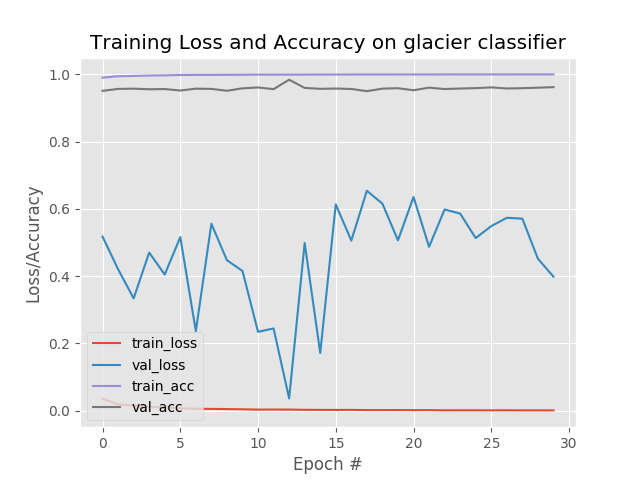 Training Loss and Accuracy on glacier classifier
1.0
0.8
0.6
0.4
0.2
0.0
Loss/Accuracy
train_loss
val_loss
train_acc
val_acc
0 5 10 15 20 25 30
Epoch #